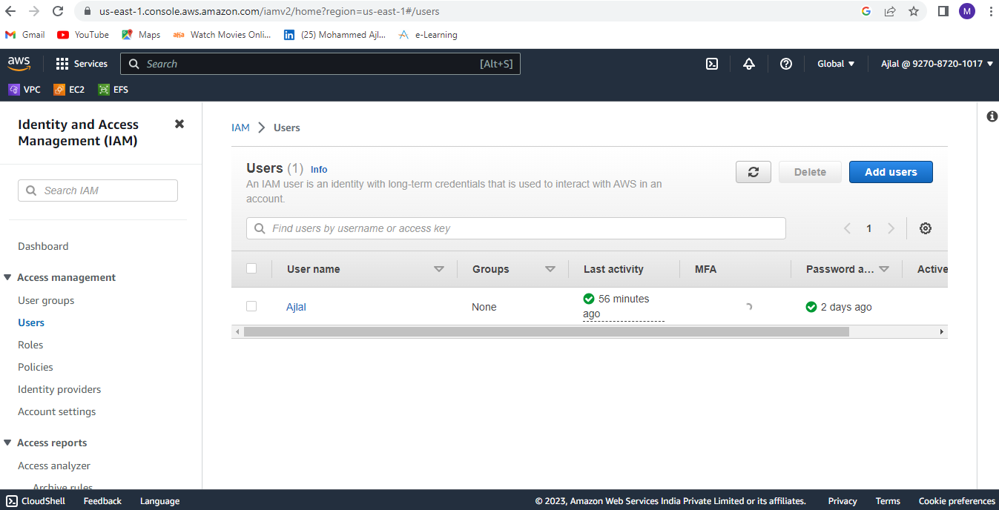 us-east-1.console.aws.amazon.com/iamv2/home?region=us-east-1#/users
M
Gmail YouTube Maps aha Watch Movies Onli... in (25) Mohammed Ajl... e-Learning
aws Services Search [Alt+S] Global Ajlal @ 9270-8720-1017
VPC EC2 EFS
Identity and Access
Management (IAM)
Search IAM
Dashboard
Access management
User groups
Users
Roles
Policies
Identity providers
Account settings
Access reports
Access analyzer
Archive rules
IAM > Users
Users (1) Info
An IAM user is an identity with long-term credentials that is used to interact with AWS in an
account.
Delete
Add users
Find users by username or access key
1
User name Groups Last activity MFA Password a... Active
Ajlal None 56 minutes
ago
2 days ago
CloudShell Feedback Language © 2023, Amazon Web Services India Private Limited or its affiliates. Privacy Terms Cookie preferences